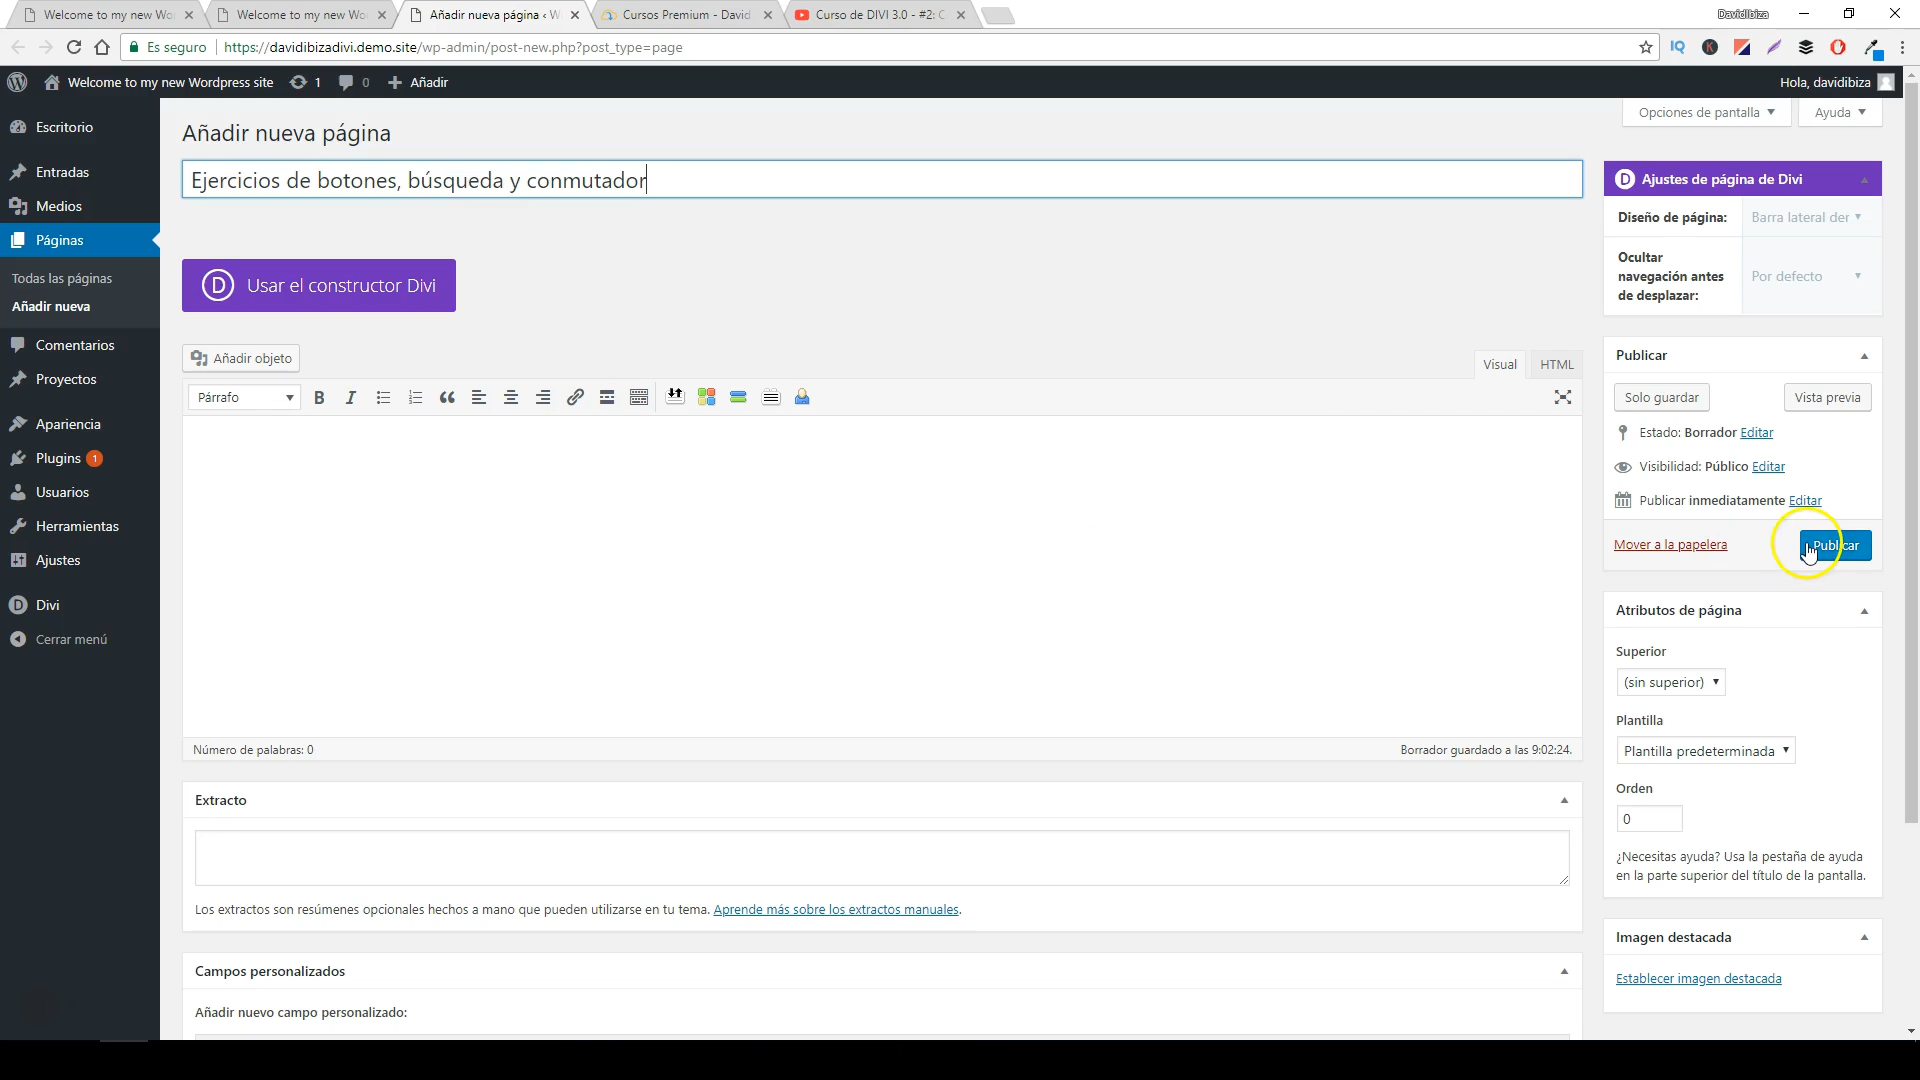 Welcome to my new Wo
Welcome to my new Wo
Añadir nueva página ‹ W
Cursos Premium - David
Curso de DIVI 3.0 - #2: C
Davidibiza
Es seguro
https://davidibizadivi.demo.site/wp-admin/post-new.php?post_type=page
Welcome to my new Wordpress site
1
0
Añadir
Hola, davidibiza
Opciones de pantalla
Ayuda
Escritorio
Entradas
Medios
Páginas
Todas las páginas
Añadir nueva
Comentarios
Proyectos
Apariencia
Plugins 1
Usuarios
Herramientas
Ajustes
Divi
Cerrar menú
Añadir nueva página
Ejercicios de botones, búsqueda y conmutador
D Usar el constructor Divi
Añadir objeto
Visual
HTML
Párrafo
Número de palabras: 0
Borrador guardado a las 9:02:24.
Extracto
Los extractos son resúmenes opcionales hechos a mano que pueden utilizarse en tu tema. Aprende más sobre los extractos manuales.
Campos personalizados
Añadir nuevo campo personalizado:
D Ajustes de página de Divi
Diseño de página:
Barra lateral der
Ocultar
navegación antes
de desplazar:
Por defecto
Publicar
Solo guardar
Vista previa
Estado: Borrador Editar
Visibilidad: Público Editar
Publicar inmediatamente Editar
Mover a la papelera
Publicar
Atributos de página
Superior
(sin superior)
Plantilla
Plantilla predeterminada
Orden
0
¿Necesitas ayuda? Usa la pestaña de ayuda
en la parte superior del título de la pantalla.
Imagen destacada
Establecer imagen destacada